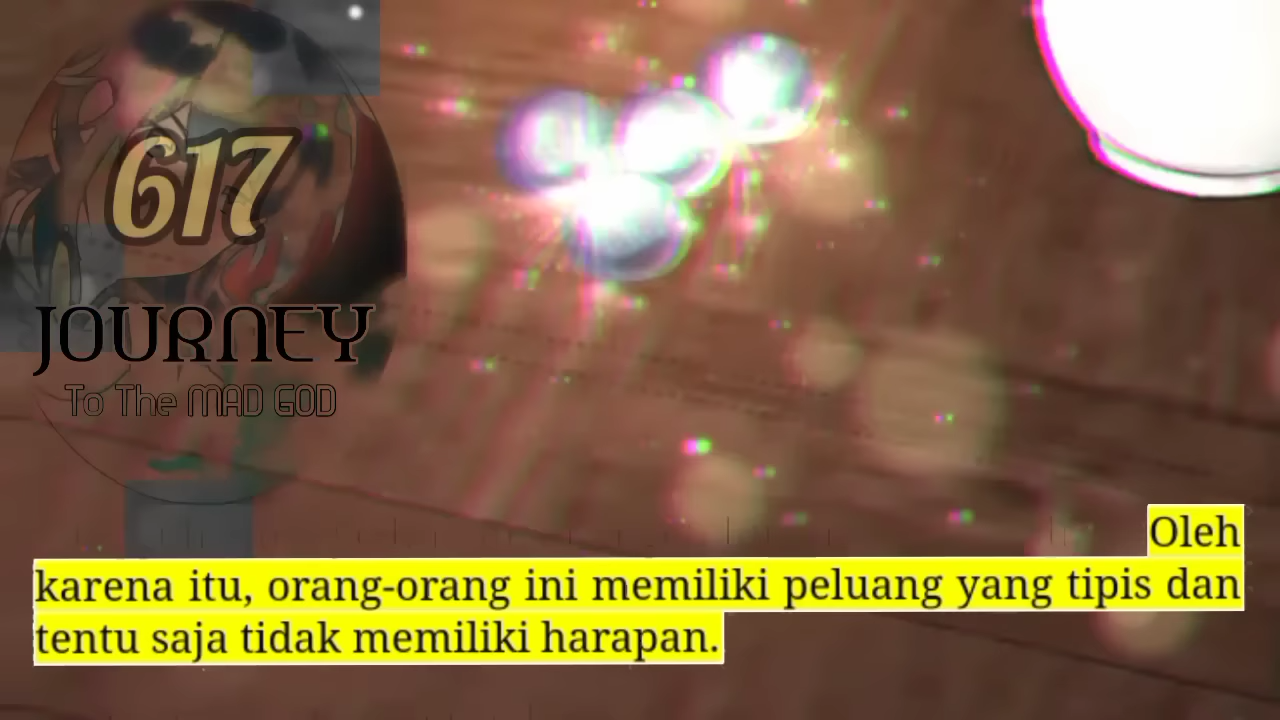 617
JOURNEY
To The MAD GOD
Oleh
karena itu, orang-orang ini memiliki peluang yang tipis dan
tentu saja tidak memiliki harapan.